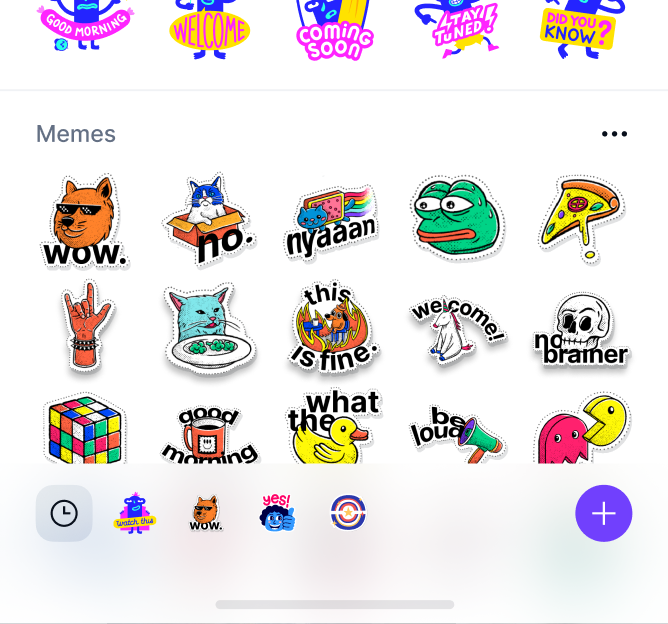 GOOD MORNING
WELCOME
coming
soon
STAY
TUNED!
DID YOU
KNOW?
Memes
wow.
no.
nyaaan
this
is fine.
welcome!
no
brainer
good
morning
what
the
be
loud
watch this
wow.
yes!